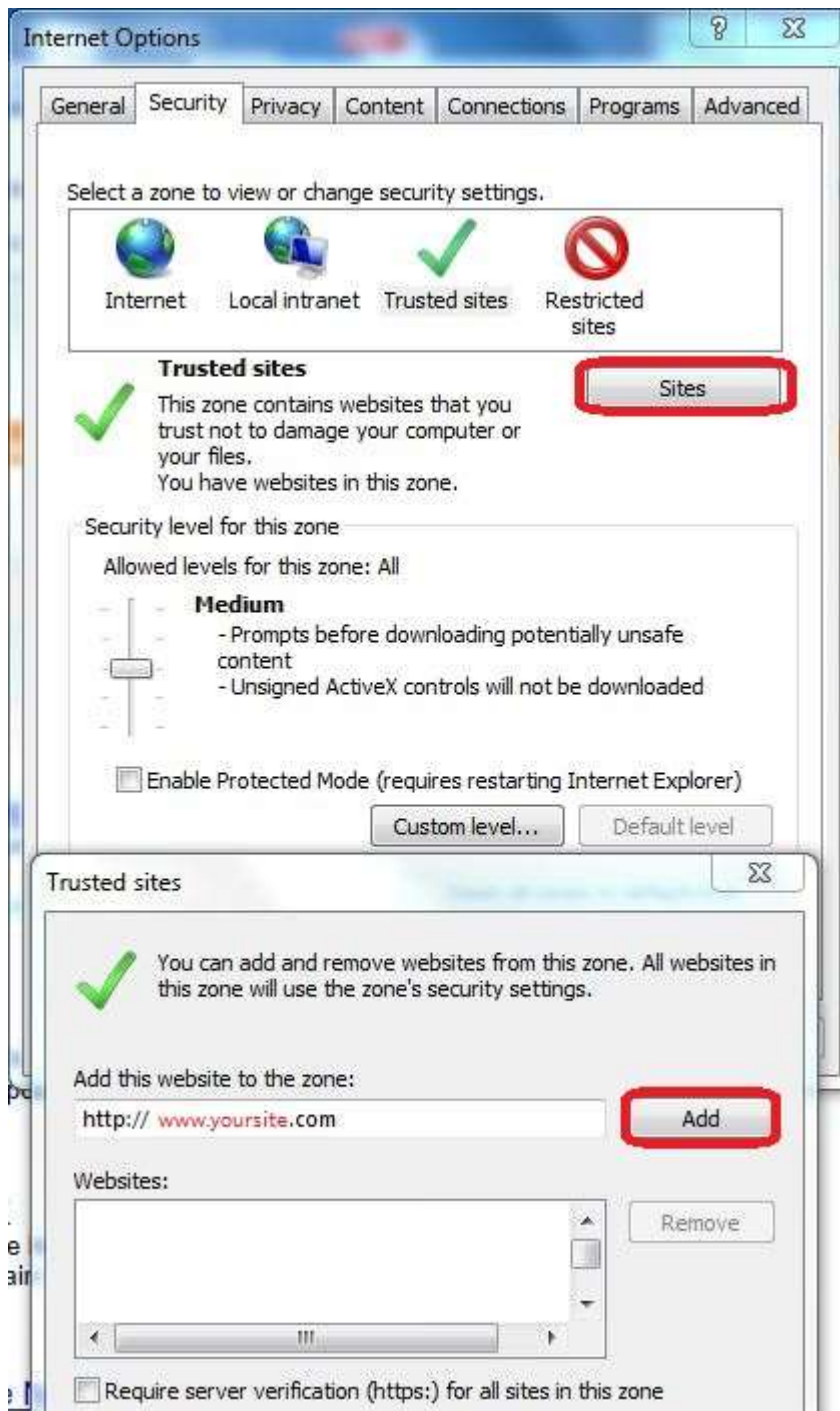 Internet Options
General Security Privacy Content Connections Programs Advanced
Select a zone to view or change security settings.
Internet Local intranet Trusted sites Restricted
sites
Trusted sites
Sites
This zone contains websites that you
trust not to damage your computer or
your files.
You have websites in this zone.
Security level for this zone
Allowed levels for this zone: All
Medium
- Prompts before downloading potentially unsafe
content
- Unsigned ActiveX controls will not be downloaded
Enable Protected Mode (requires restarting Internet Explorer)
Custom level... Default level
Trusted sites
You can add and remove websites from this zone. All websites in
this zone will use the zone's security settings.
Add this website to the zone:
http:// www.yoursite.com Add
Websites:
Remove
Require server verification (https:) for all sites in this zone